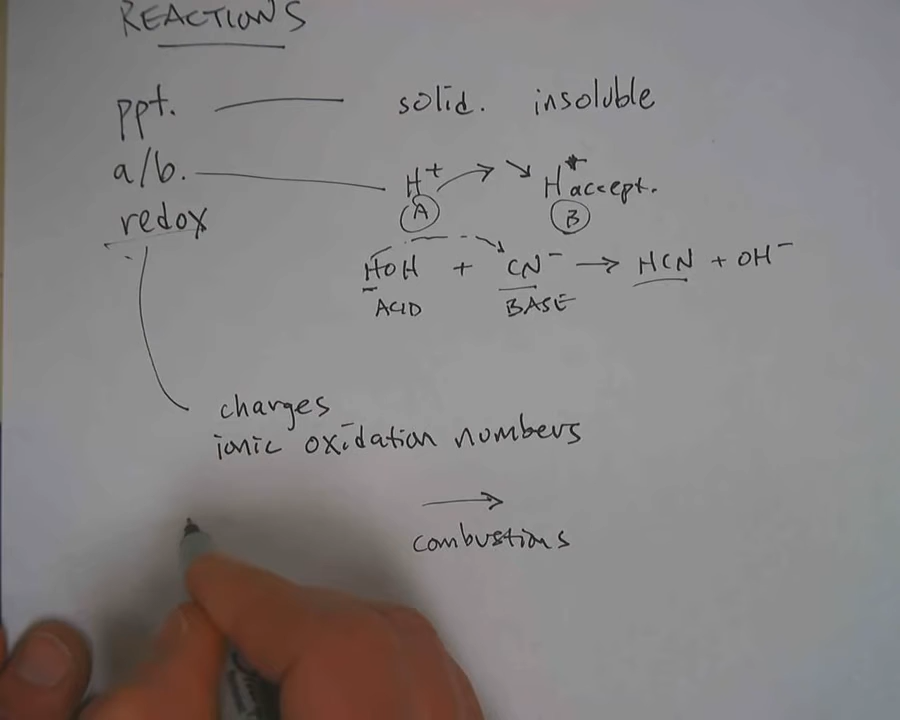 REACTIONS
ppt. solid. insoluble
a/b. H+ H+ accept.
A B
redox
HOH + CN- → HCN + OH-
ACID BASE
charges
ionic oxidation numbers
→
combustions